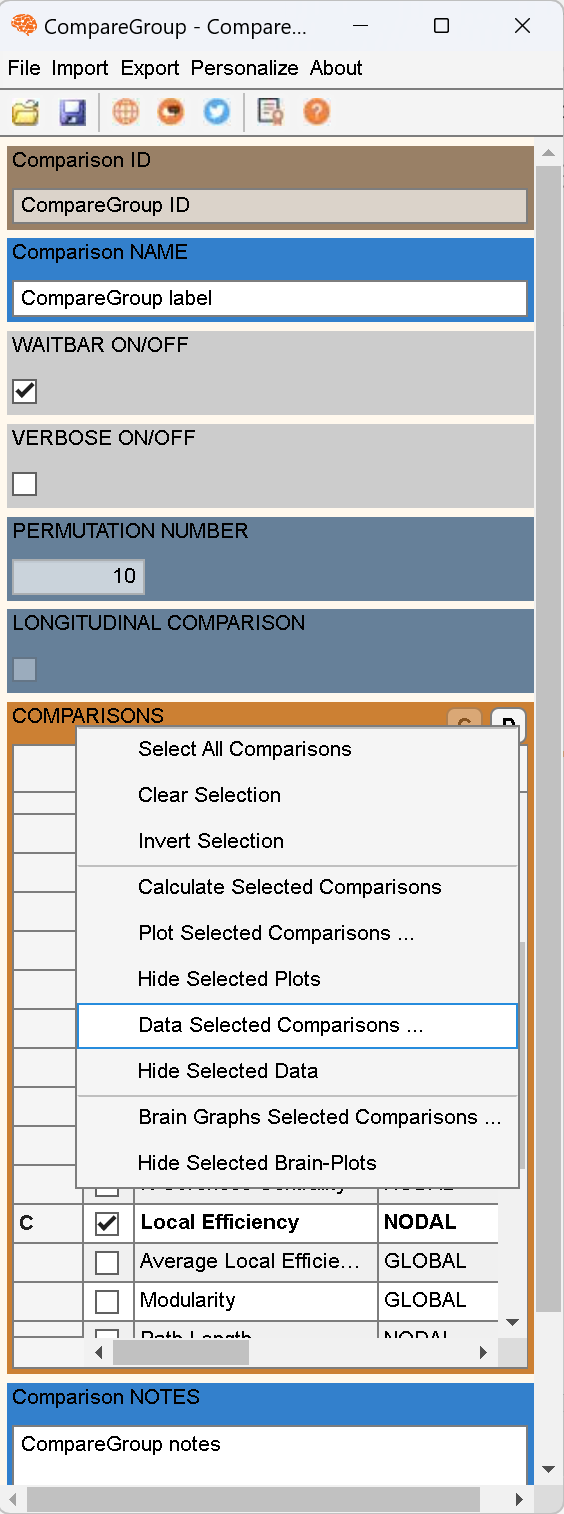 CompareGroup - Compare...
File Import Export Personalize About
Comparison ID
CompareGroup ID
Comparison NAME
CompareGroup label
WAITBAR ON/OFF
VERBOSE ON/OFF
PERMUTATION NUMBER
10
LONGITUDINAL COMPARISON
COMPARISONS
Select All Comparisons
Clear Selection
Invert Selection
Calculate Selected Comparisons
Plot Selected Comparisons ...
Hide Selected Plots
Data Selected Comparisons ...
Hide Selected Data
Brain Graphs Selected Comparisons ...
Hide Selected Brain-Plots
C Local Efficiency NODAL
Average Local Efficie... GLOBAL
Modularity GLOBAL
Path Length NODAL
Comparison NOTES
CompareGroup notes